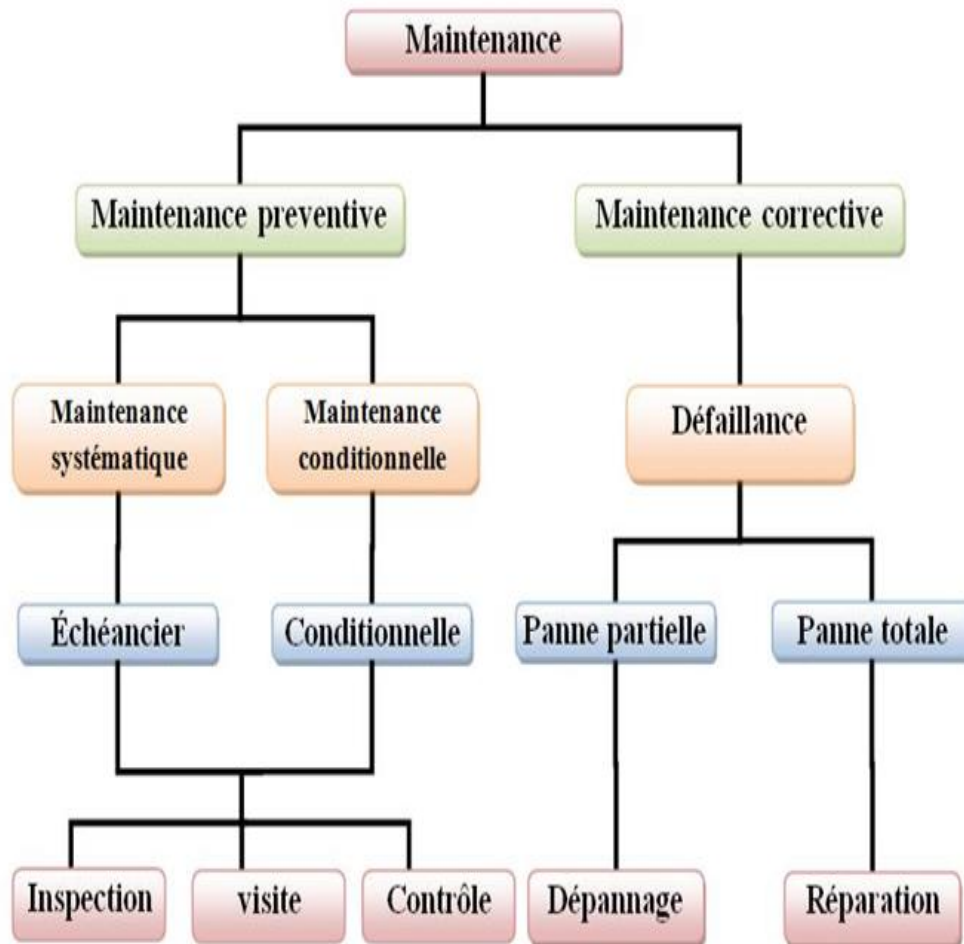 Maintenance
Maintenance preventive
Maintenance corrective
Maintenance
systématique
Maintenance
conditionnelle
Défaillance
Échéancier
Conditionnelle
Panne partielle
Panne totale
Inspection
visite
Contrôle
Dépannage
Réparation